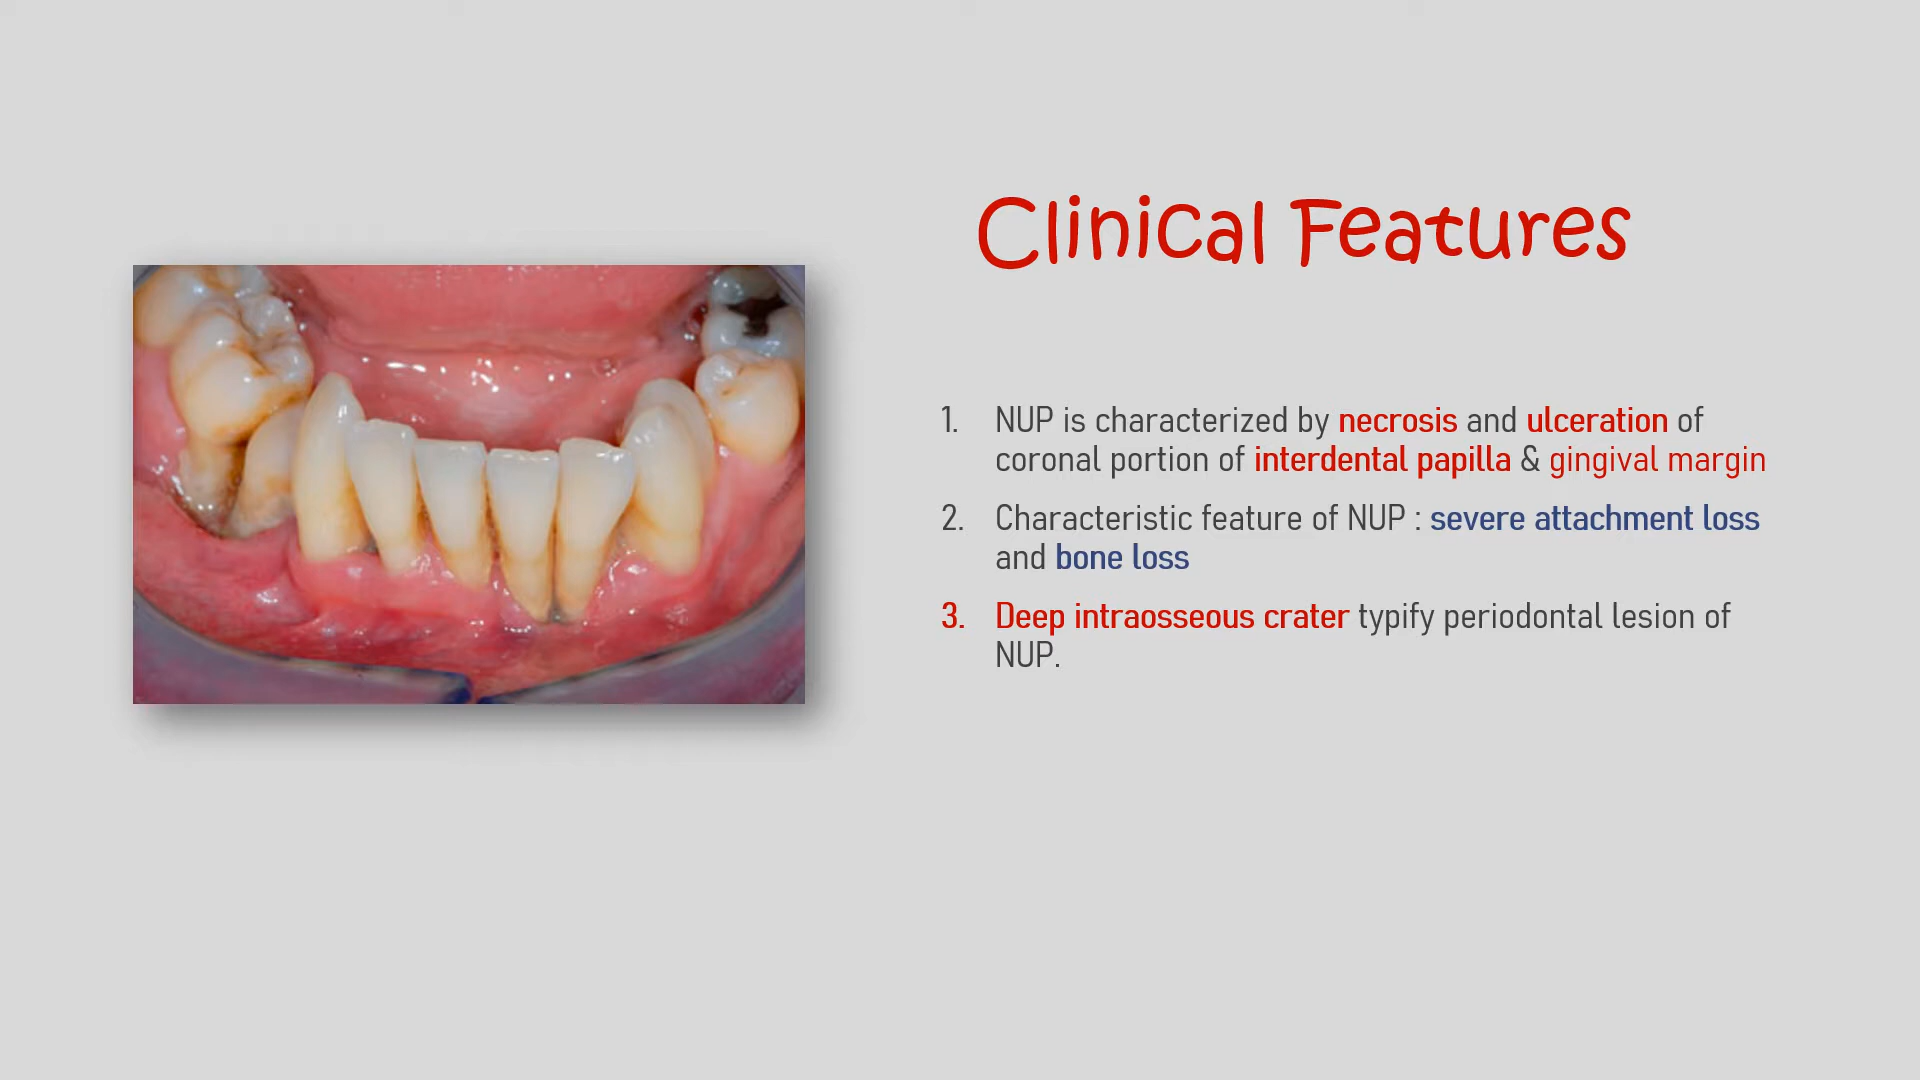 Clinical Features
1. NUP is characterized by necrosis and ulceration of
coronal portion of interdental papilla & gingival margin
2. Characteristic feature of NUP : severe attachment loss
and bone loss
3. Deep intraosseous crater typify periodontal lesion of
NUP.